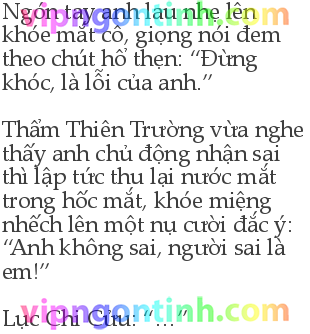 vipngontinh.com
Ngón tay anh lau nhẹ lên
khóe mắt cô, giọng nói đem
theo chút hổ thẹn: “Đừng
khóc, là lỗi của anh.”
Thẩm Thiên Trường vừa nghe
thấy anh chủ động nhận sai
thì lập tức thu lại nước mắt
trong hốc mắt, khóe miệng
nhếch lên một nụ cười đắc ý:
“Anh không sai, người sai là
em!”
Lục Chi Cửu: “…”
vipngontinh.com